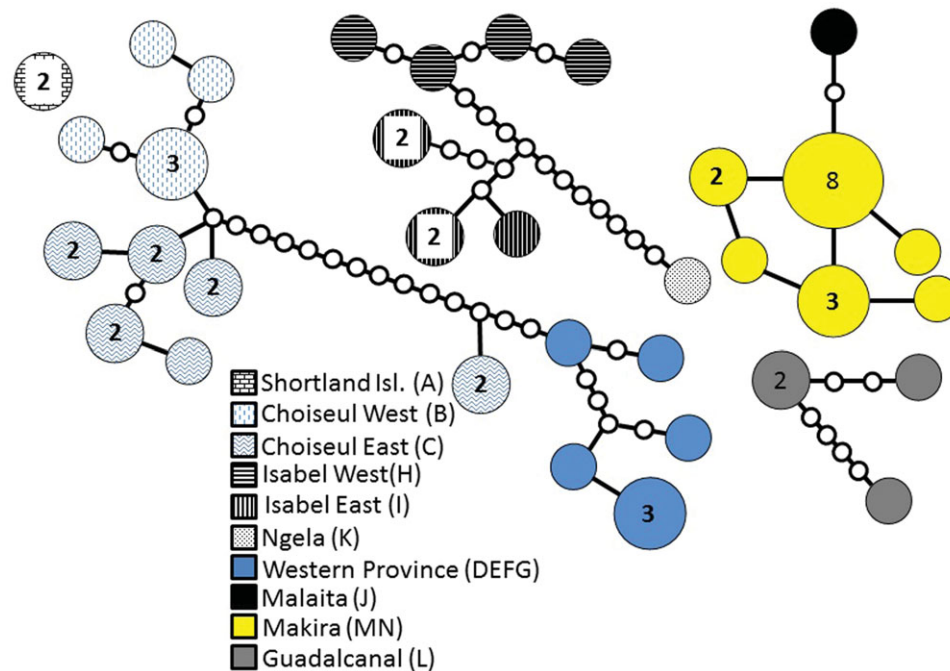 2
3
2
2
2
2
2
2
2
2
8
3
2
3
Shortland Isl. (A)
Choiseul West (B)
Choiseul East (C)
Isabel West(H)
Isabel East (I)
Ngela (K)
Western Province (DEFG)
Malaita (J)
Makira (MN)
Guadalcanal (L)